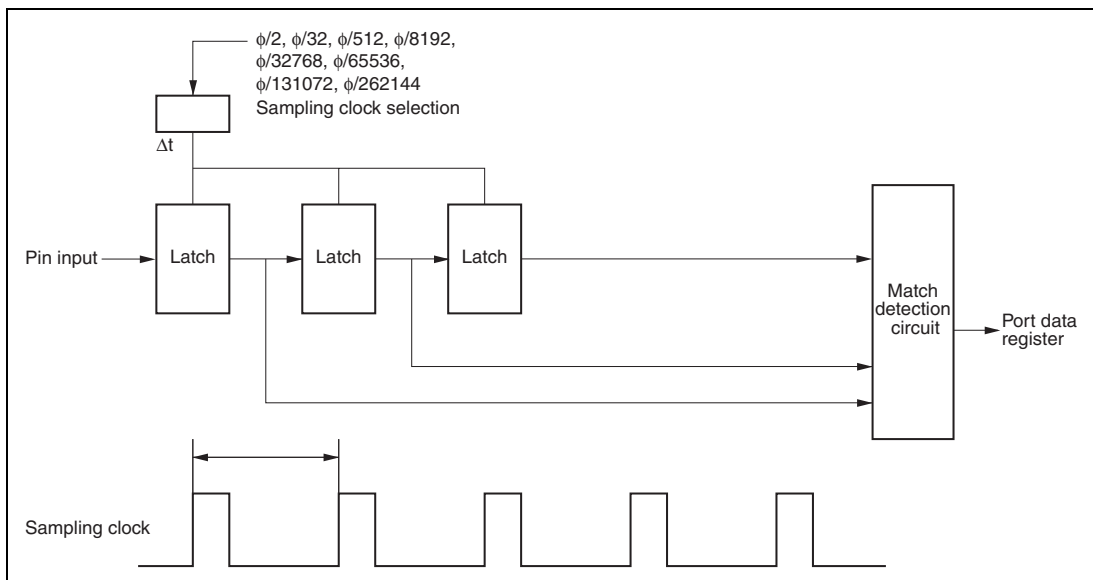 ϕ/2, ϕ/32, ϕ/512, ϕ/8192,
ϕ/32768, ϕ/65536,
ϕ/131072, ϕ/262144
Sampling clock selection
Δt
Pin input
Latch
Latch
Latch
Match
detection
circuit
Port data
register
Sampling clock